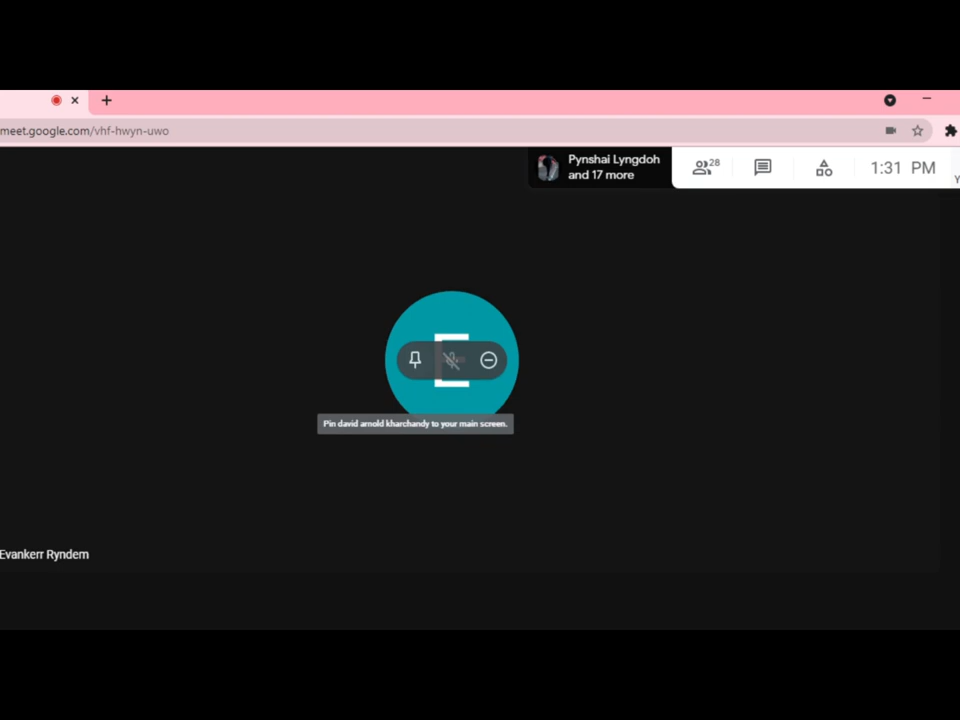 meet.google.com/vhf-hwyn-uwo
Pynshai Lyngdoh
and 17 more
28
1:31 PM
Y
E
Pin david arnold kharchandy to your main screen.
Evankerr Ryndem